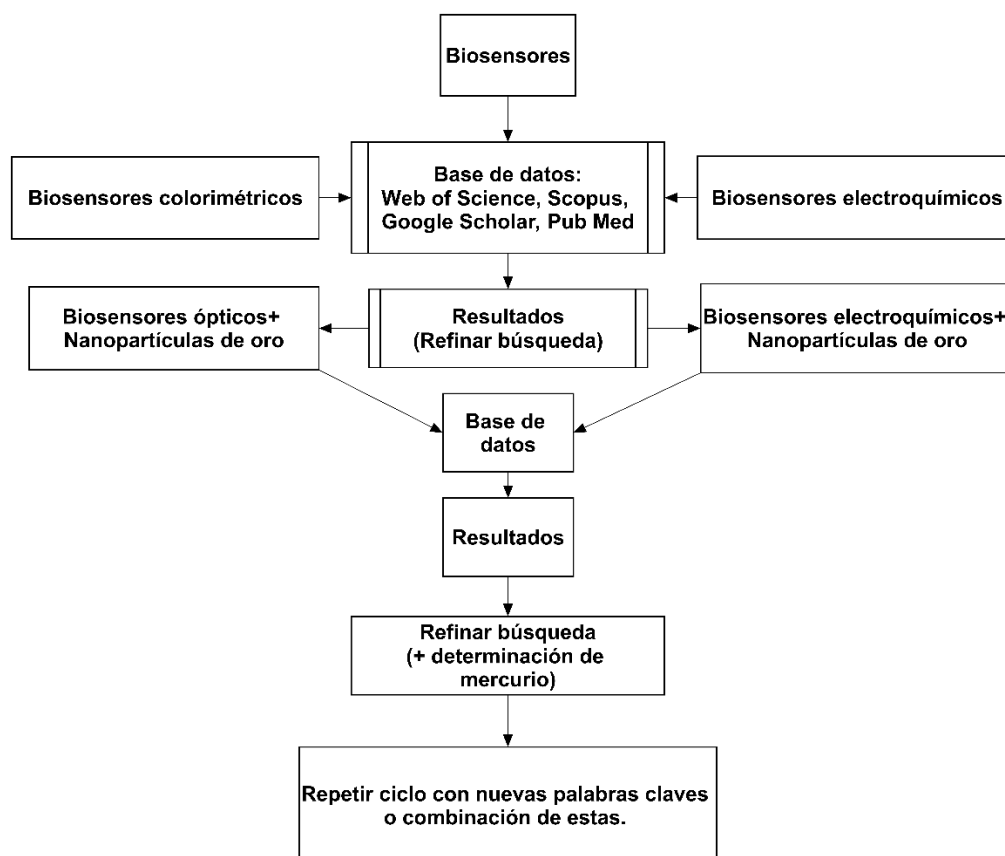 Biosensores
Base de datos:
Web of Science, Scopus,
Google Scholar, Pub Med
Biosensores colorimétricos
Biosensores electroquímicos
Biosensores ópticos+
Nanopartículas de oro
Resultados
(Refinar búsqueda)
Biosensores electroquímicos+
Nanopartículas de oro
Base de
datos
Resultados
Refinar búsqueda
(+ determinación de
mercurio)
Repetir ciclo con nuevas palabras claves
o combinación de estas.